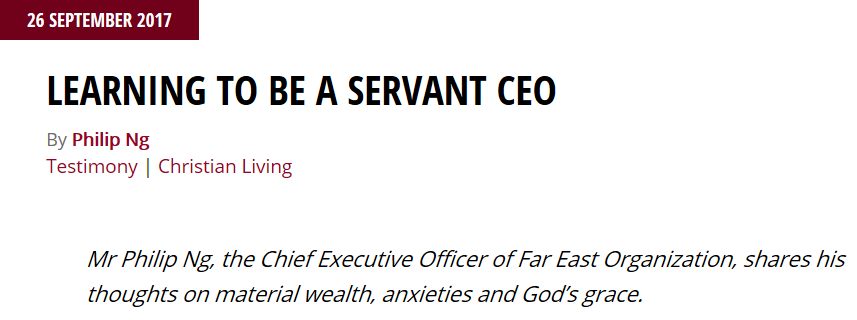 26 SEPTEMBER 2017
LEARNING TO BE A SERVANT CEO
By Philip Ng
Testimony | Christian Living
Mr Philip Ng, the Chief Executive Officer of Far East Organization, shares his
thoughts on material wealth, anxieties and God’s grace.